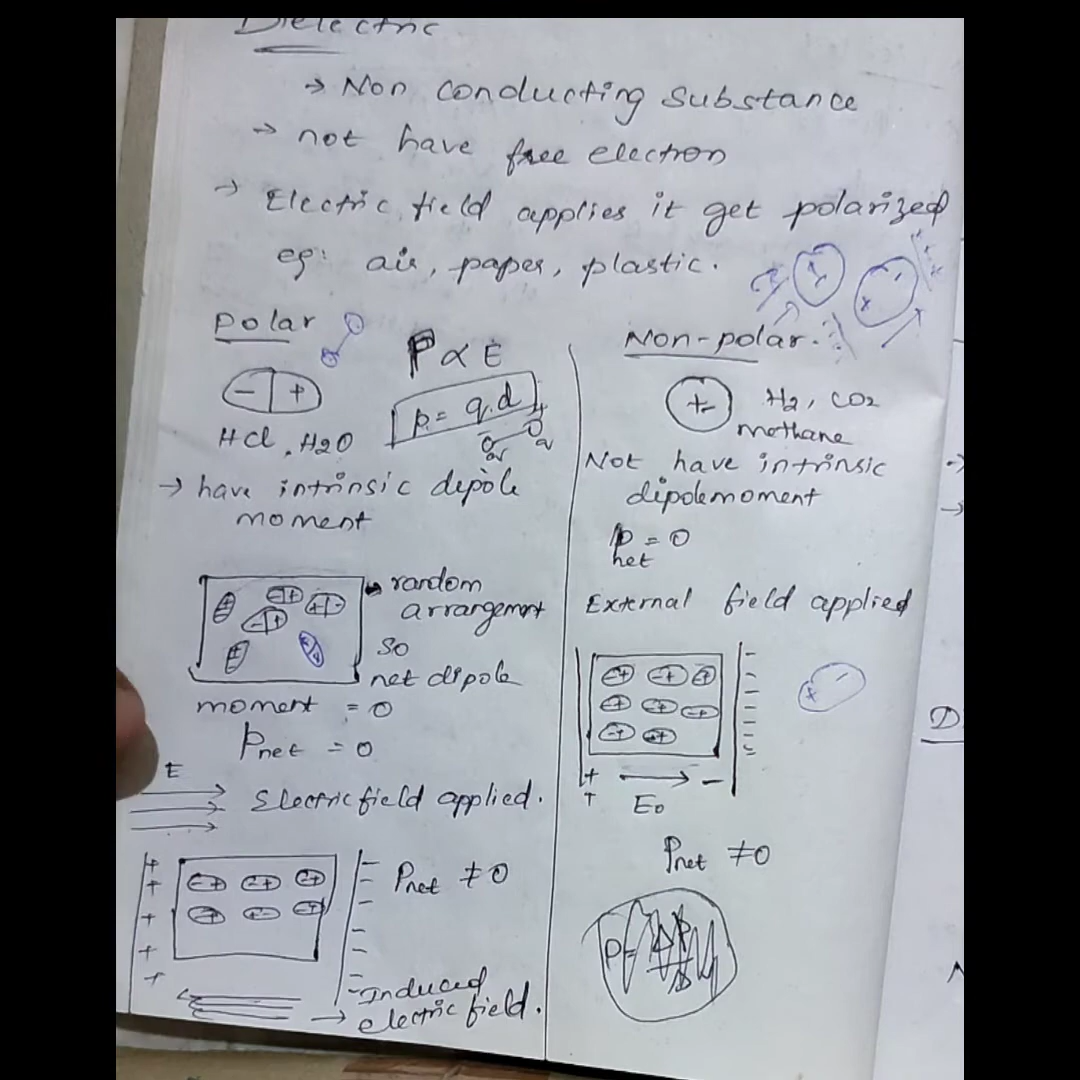 Dielectric
→ Non conducting substance
→ not have free electron
→ Electric field applies it get polarized
eg: air, paper, plastic.
Polar
P ∝ E
- +
p = q.d
HCl, H2O
→ have intrinsic dipole
moment
random
arrangement
so
net dipole
moment = 0
Pnet = 0
E
Electric field applied.
Pnet ≠ 0
Induced
→ electric field.
Non-polar.
+-
H2, CO2
methane
Not have intrinsic
dipolemoment
Pnet = 0
External field applied
+ → -
+ E0
Pnet ≠ 0
D